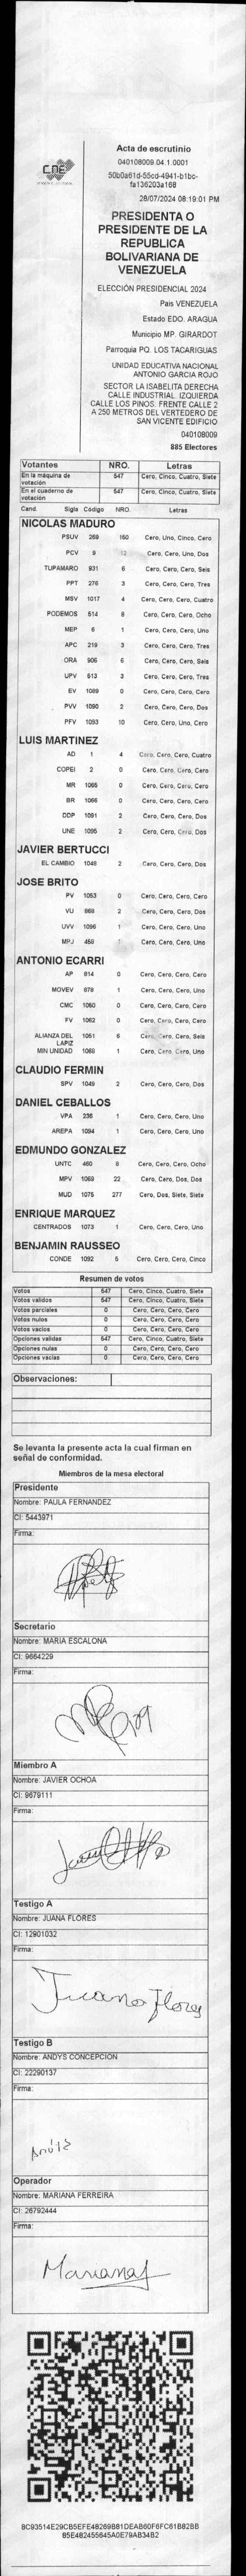 CNE
Acta de escrutinio
040108009.04.1.0001
50b0a61d-55cd-4941-b1bc-
fa136203a168
28/07/2024 08:19:01 PM
PRESIDENTA O
PRESIDENTE DE LA
REPUBLICA
BOLIVARIANA DE
VENEZUELA
ELECCIÓN PRESIDENCIAL 2024
Pais VENEZUELA
Estado EDO. ARAGUA
Municipio MP. GIRARDOT
Parroquia PQ. LOS TACARIGUAS
UNIDAD EDUCATIVA NACIONAL
ANTONIO GARCIA ROJO
SECTOR LA ISABELITA DERECHA
CALLE INDUSTRIAL. IZQUIERDA
CALLE LOS PINOS. FRENTE CALLE 2
A 250 METROS DEL VERTEDERO DE
SAN VICENTE EDIFICIO
040108009
885 Electores
Votantes NRO. Letras
En la máquina de votación 547 Cero, Cinco, Cuatro, Siete
En el cuaderno de votación 547 Cero, Cinco, Cuatro, Siete
Cand. Sigla Código NRO. Letras
NICOLAS MADURO
PSUV 269 150 Cero, Uno, Cinco, Cero
PCV 9 12 Cero, Cero, Uno, Dos
TUPAMARO 931 6 Cero, Cero, Cero, Seis
PPT 276 3 Cero, Cero, Cero, Tres
MSV 1017 4 Cero, Cero, Cero, Cuatro
PODEMOS 514 8 Cero, Cero, Cero, Ocho
MEP 6 1 Cero, Cero, Cero, Uno
APC 219 3 Cero, Cero, Cero, Tres
ORA 906 6 Cero, Cero, Cero, Seis
UPV 613 3 Cero, Cero, Cero, Tres
EV 1089 0 Cero, Cero, Cero, Cero
PVV 1090 2 Cero, Cero, Cero, Dos
PFV 1093 10 Cero, Cero, Uno, Cero
LUIS MARTINEZ
AD 1 4 Cero, Cero, Cero, Cuatro
COPEI 2 0 Cero, Cero, Cero, Cero
MR 1065 0 Cero, Cero, Cero, Cero
BR 1066 0 Cero, Cero, Cero, Cero
DDP 1091 2 Cero, Cero, Cero, Dos
UNE 1095 2 Cero, Cero, Cero, Dos
JAVIER BERTUCCI
EL CAMBIO 1048 2 Cero, Cero, Cero, Dos
JOSE BRITO
PV 1053 0 Cero, Cero, Cero, Cero
VU 868 2 Cero, Cero, Cero, Dos
UVV 1096 1 Cero, Cero, Cero, Uno
MPJ 450 1 Cero, Cero, Cero, Uno
ANTONIO ECARRI
AP 814 0 Cero, Cero, Cero, Cero
MOVEV 878 1 Cero, Cero, Cero, Uno
CMC 1050 0 Cero, Cero, Cero, Cero
FV 1062 0 Cero, Cero, Cero, Cero
ALIANZA DEL LAPIZ 1051 6 Cero, Cero, Cero, Seis
MIN UNIDAD 1068 1 Cero, Cero, Cero, Uno
CLAUDIO FERMIN
SPV 1049 2 Cero, Cero, Cero, Dos
DANIEL CEBALLOS
VPA 236 1 Cero, Cero, Cero, Uno
AREPA 1094 1 Cero, Cero, Cero, Uno
EDMUNDO GONZALEZ
UNTC 460 8 Cero, Cero, Cero, Ocho
MPV 1069 22 Cero, Cero, Dos, Dos
MUD 1075 277 Cero, Dos, Siete, Siete
ENRIQUE MARQUEZ
CENTRADOS 1073 1 Cero, Cero, Cero, Uno
BENJAMIN RAUSSEO
CONDE 1092 5 Cero, Cero, Cero, Cinco
Resumen de votos
Votos 547 Cero, Cinco, Cuatro, Siete
Votos validos 547 Cero, Cinco, Cuatro, Siete
Votos parciales 0 Cero, Cero, Cero, Cero
Votos nulos 0 Cero, Cero, Cero, Cero
Votos vacios 0 Cero, Cero, Cero, Cero
Opciones validas 547 Cero, Cinco, Cuatro, Siete
Opciones nulas 0 Cero, Cero, Cero, Cero
Opciones vacias 0 Cero, Cero, Cero, Cero
Observaciones:
Se levanta la presente acta la cual firman en
señal de conformidad.
Miembros de la mesa electoral
Presidente
Nombre: PAULA FERNANDEZ
CI: 5443971
Firma:
Secretario
Nombre: MARIA ESCALONA
CI: 9664229
Firma:
Miembro A
Nombre: JAVIER OCHOA
CI: 9679111
Firma:
Testigo A
Nombre: JUANA FLORES
CI: 12901032
Firma:
Juana Flores
Testigo B
Nombre: ANDYS CONCEPCION
CI: 22290137
Firma:
Operador
Nombre: MARIANA FERREIRA
CI: 26792444
Firma:
Mariana f
8C93514E29CB5EFE48269B81DEAB60F6FC61B82BB
85E482455645A0E79AB34B2